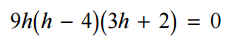 9h(h − 4)(3h + 2) = 0